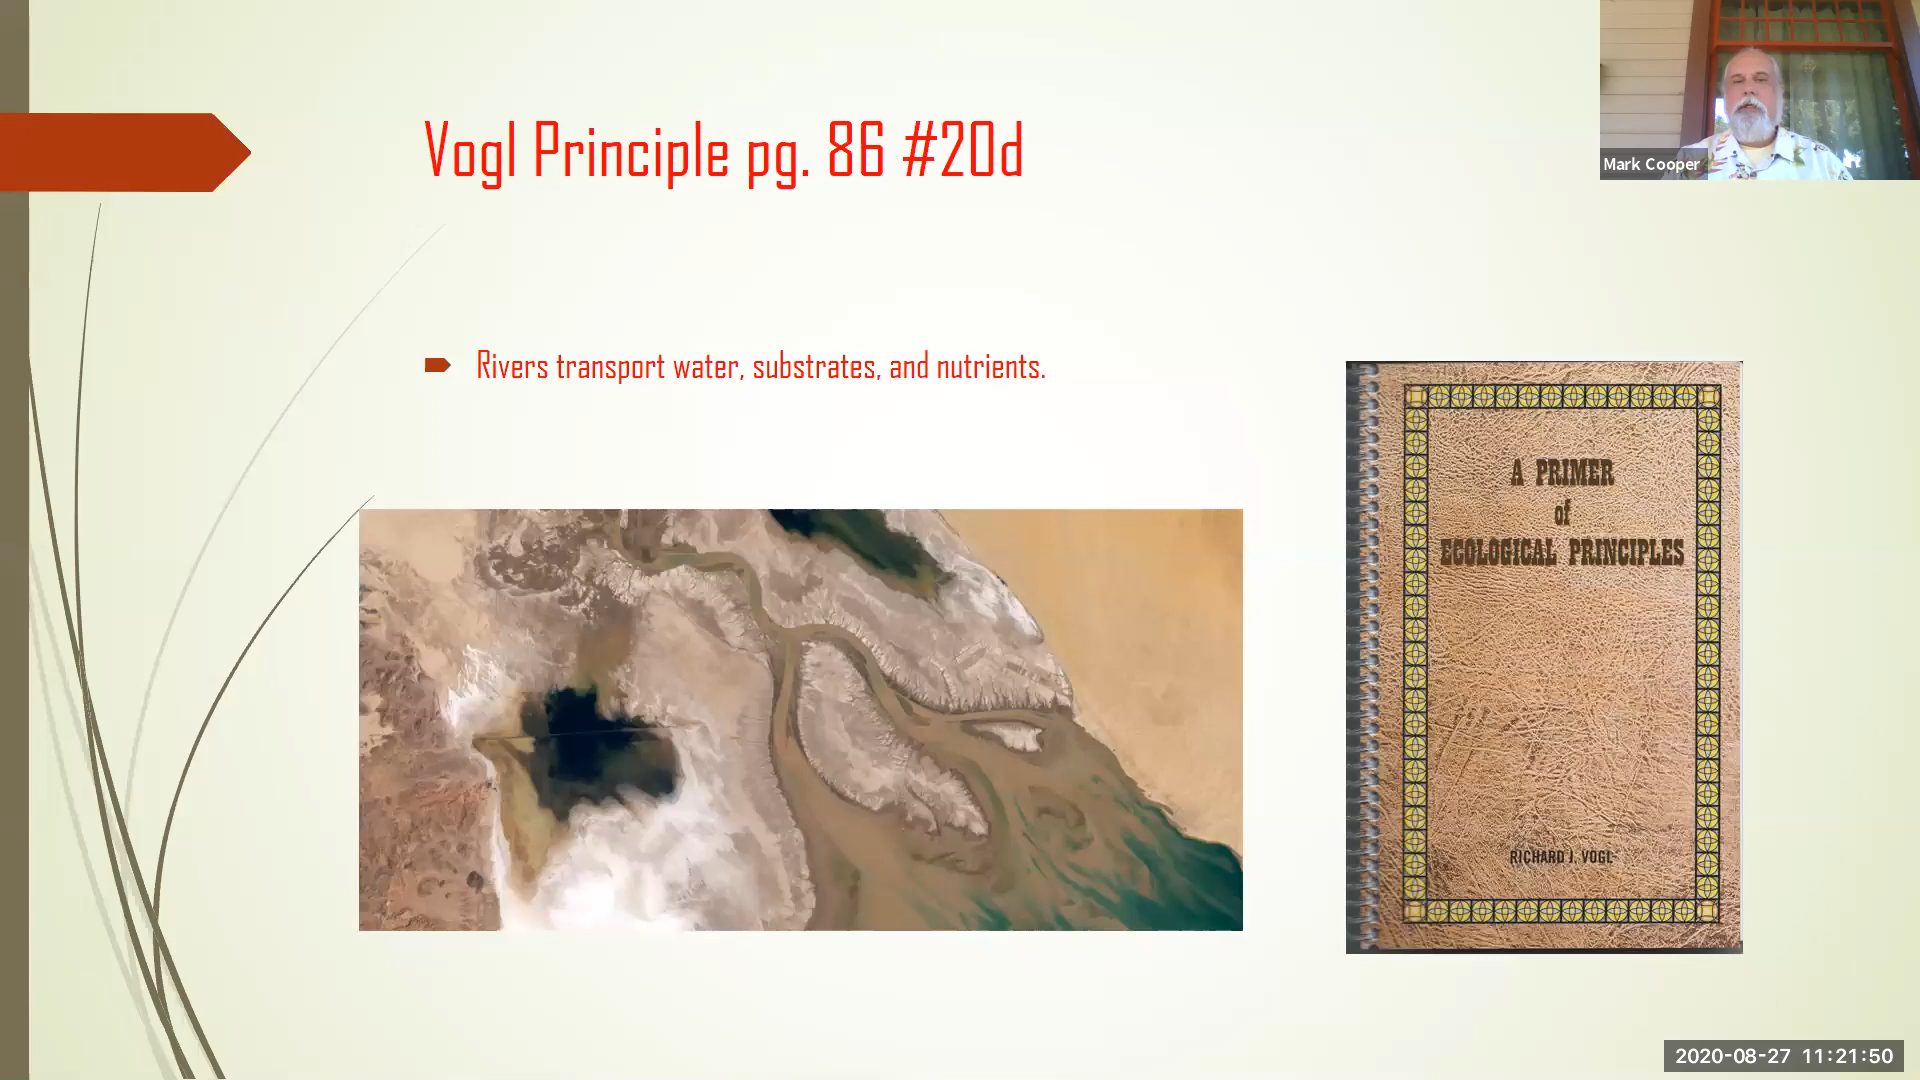 Vogl Principle pg. 86 #20d
Mark Cooper
Rivers transport water, substrates, and nutrients.
A PRIMER
of
ECOLOGICAL PRINCIPLES
RICHARD J. VOGL
2020-08-27 11:21:50